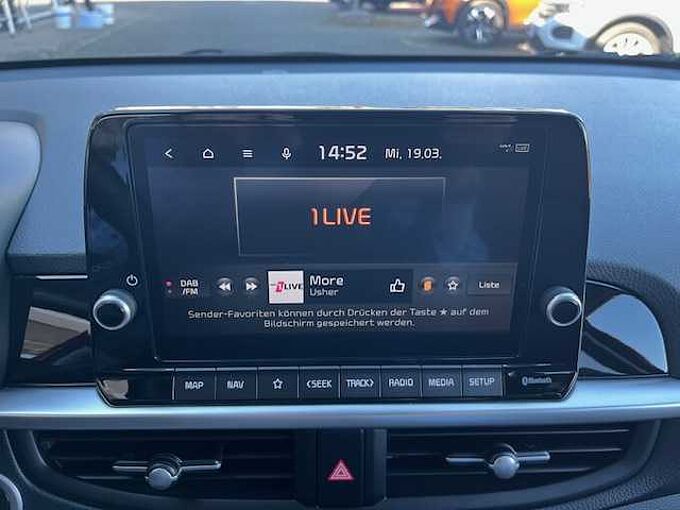 14:52 Mi, 19.03.
1LIVE
DAB
/FM
1LIVE
More
Usher
Liste
Sender-Favoriten können durch Drücken der Taste ★ auf dem
Bildschirm gespeichert werden.
MAP NAV ☆ <SEEK TRACK> RADIO MEDIA SETUP Bluetooth